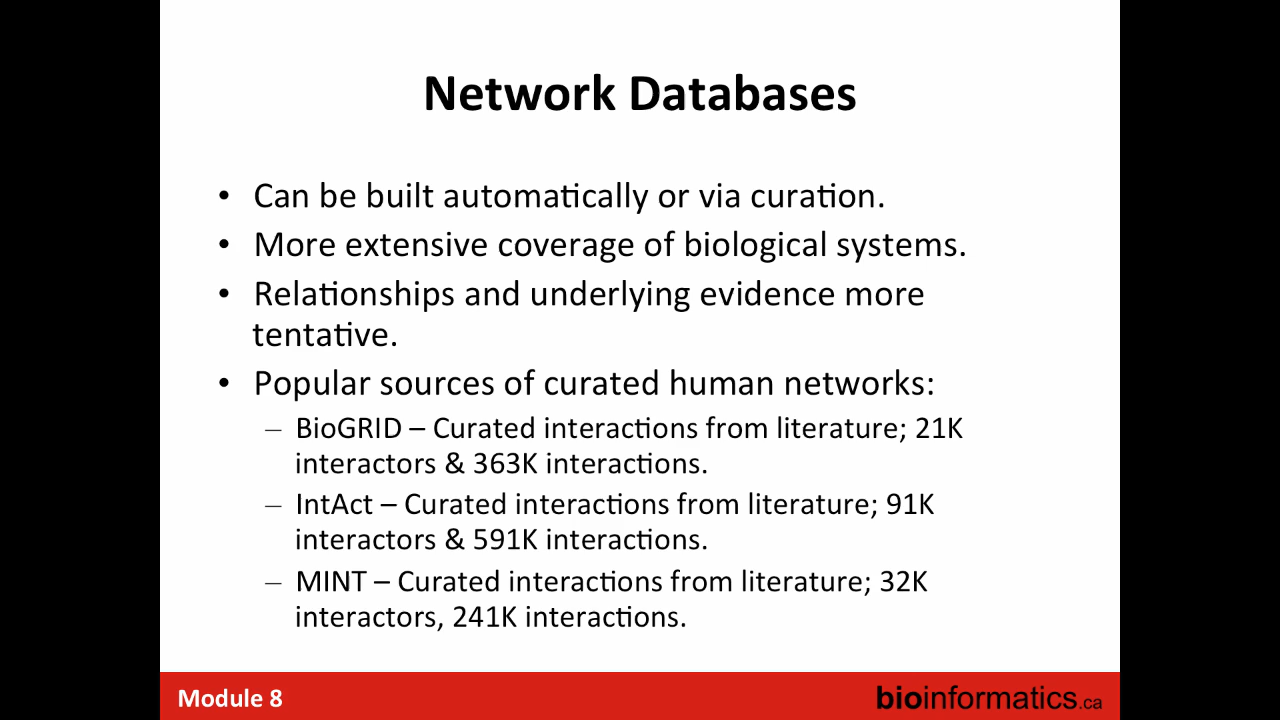 Network Databases
• Can be built automatically or via curation.
• More extensive coverage of biological systems.
• Relationships and underlying evidence more
tentative.
• Popular sources of curated human networks:
– BioGRID – Curated interactions from literature; 21K
interactors & 363K interactions.
– IntAct – Curated interactions from literature; 91K
interactors & 591K interactions.
– MINT – Curated interactions from literature; 32K
interactors, 241K interactions.
Module 8
bioinformatics.ca